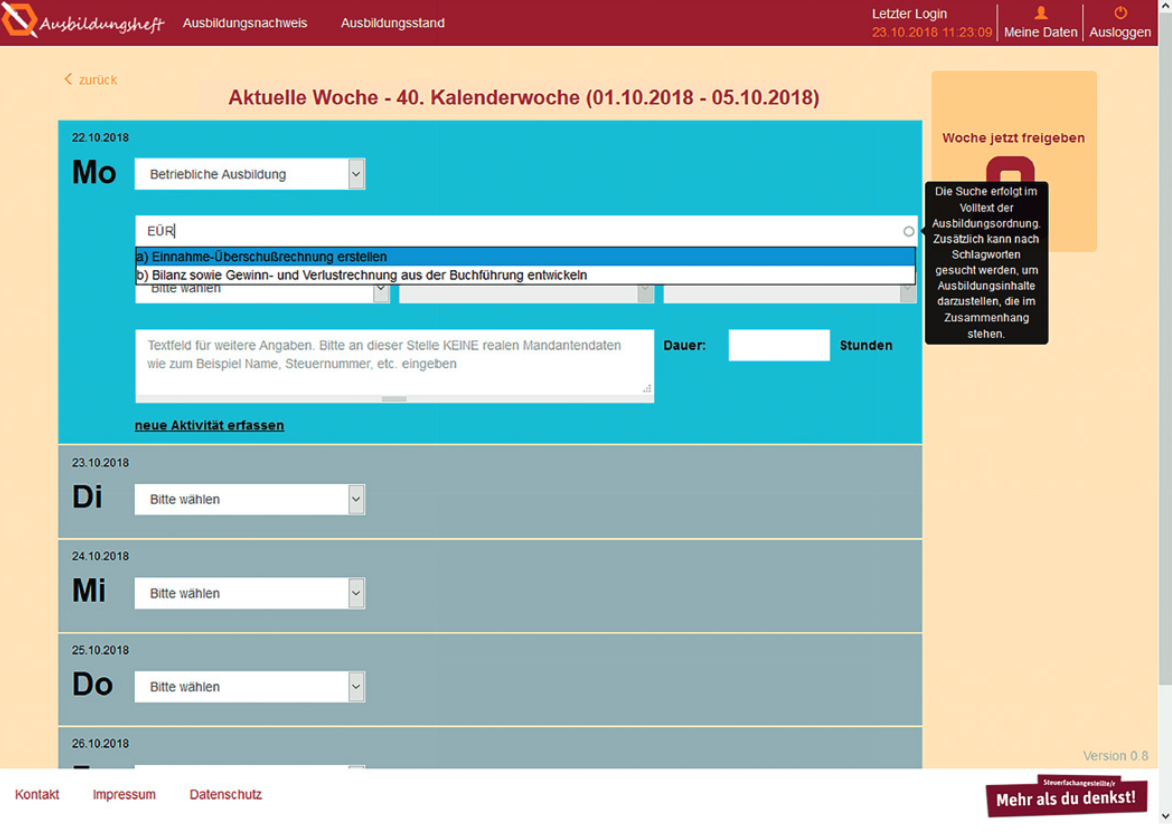 Ausbildungsheft Ausbildungsnachweis Ausbildungsstand
Letzter Login
23.10.2018 11:23:09
Meine Daten
Ausloggen
zurück
Aktuelle Woche - 40. Kalenderwoche (01.10.2018 - 05.10.2018)
Woche jetzt freigeben
22.10.2018
Mo
Betriebliche Ausbildung
EÜR
a) Einnahme-Überschußrechnung erstellen
b) Bilanz sowie Gewinn- und Verlustrechnung aus der Buchführung entwickeln
Bitte wählen
Die Suche erfolgt im
Volltext der
Ausbildungsordnung.
Zusätzlich kann nach
Schlagworten
gesucht werden, um
Ausbildungsinhalte
darzustellen, die im
Zusammenhang
stehen.
Textfeld für weitere Angaben. Bitte an dieser Stelle KEINE realen Mandantendaten
wie zum Beispiel Name, Steuernummer, etc. eingeben
Dauer:
Stunden
neue Aktivität erfassen
23.10.2018
Di
Bitte wählen
24.10.2018
Mi
Bitte wählen
25.10.2018
Do
Bitte wählen
26.10.2018
Version 0.8
Kontakt Impressum Datenschutz
Steuerfachangestellte/r
Mehr als du denkst!